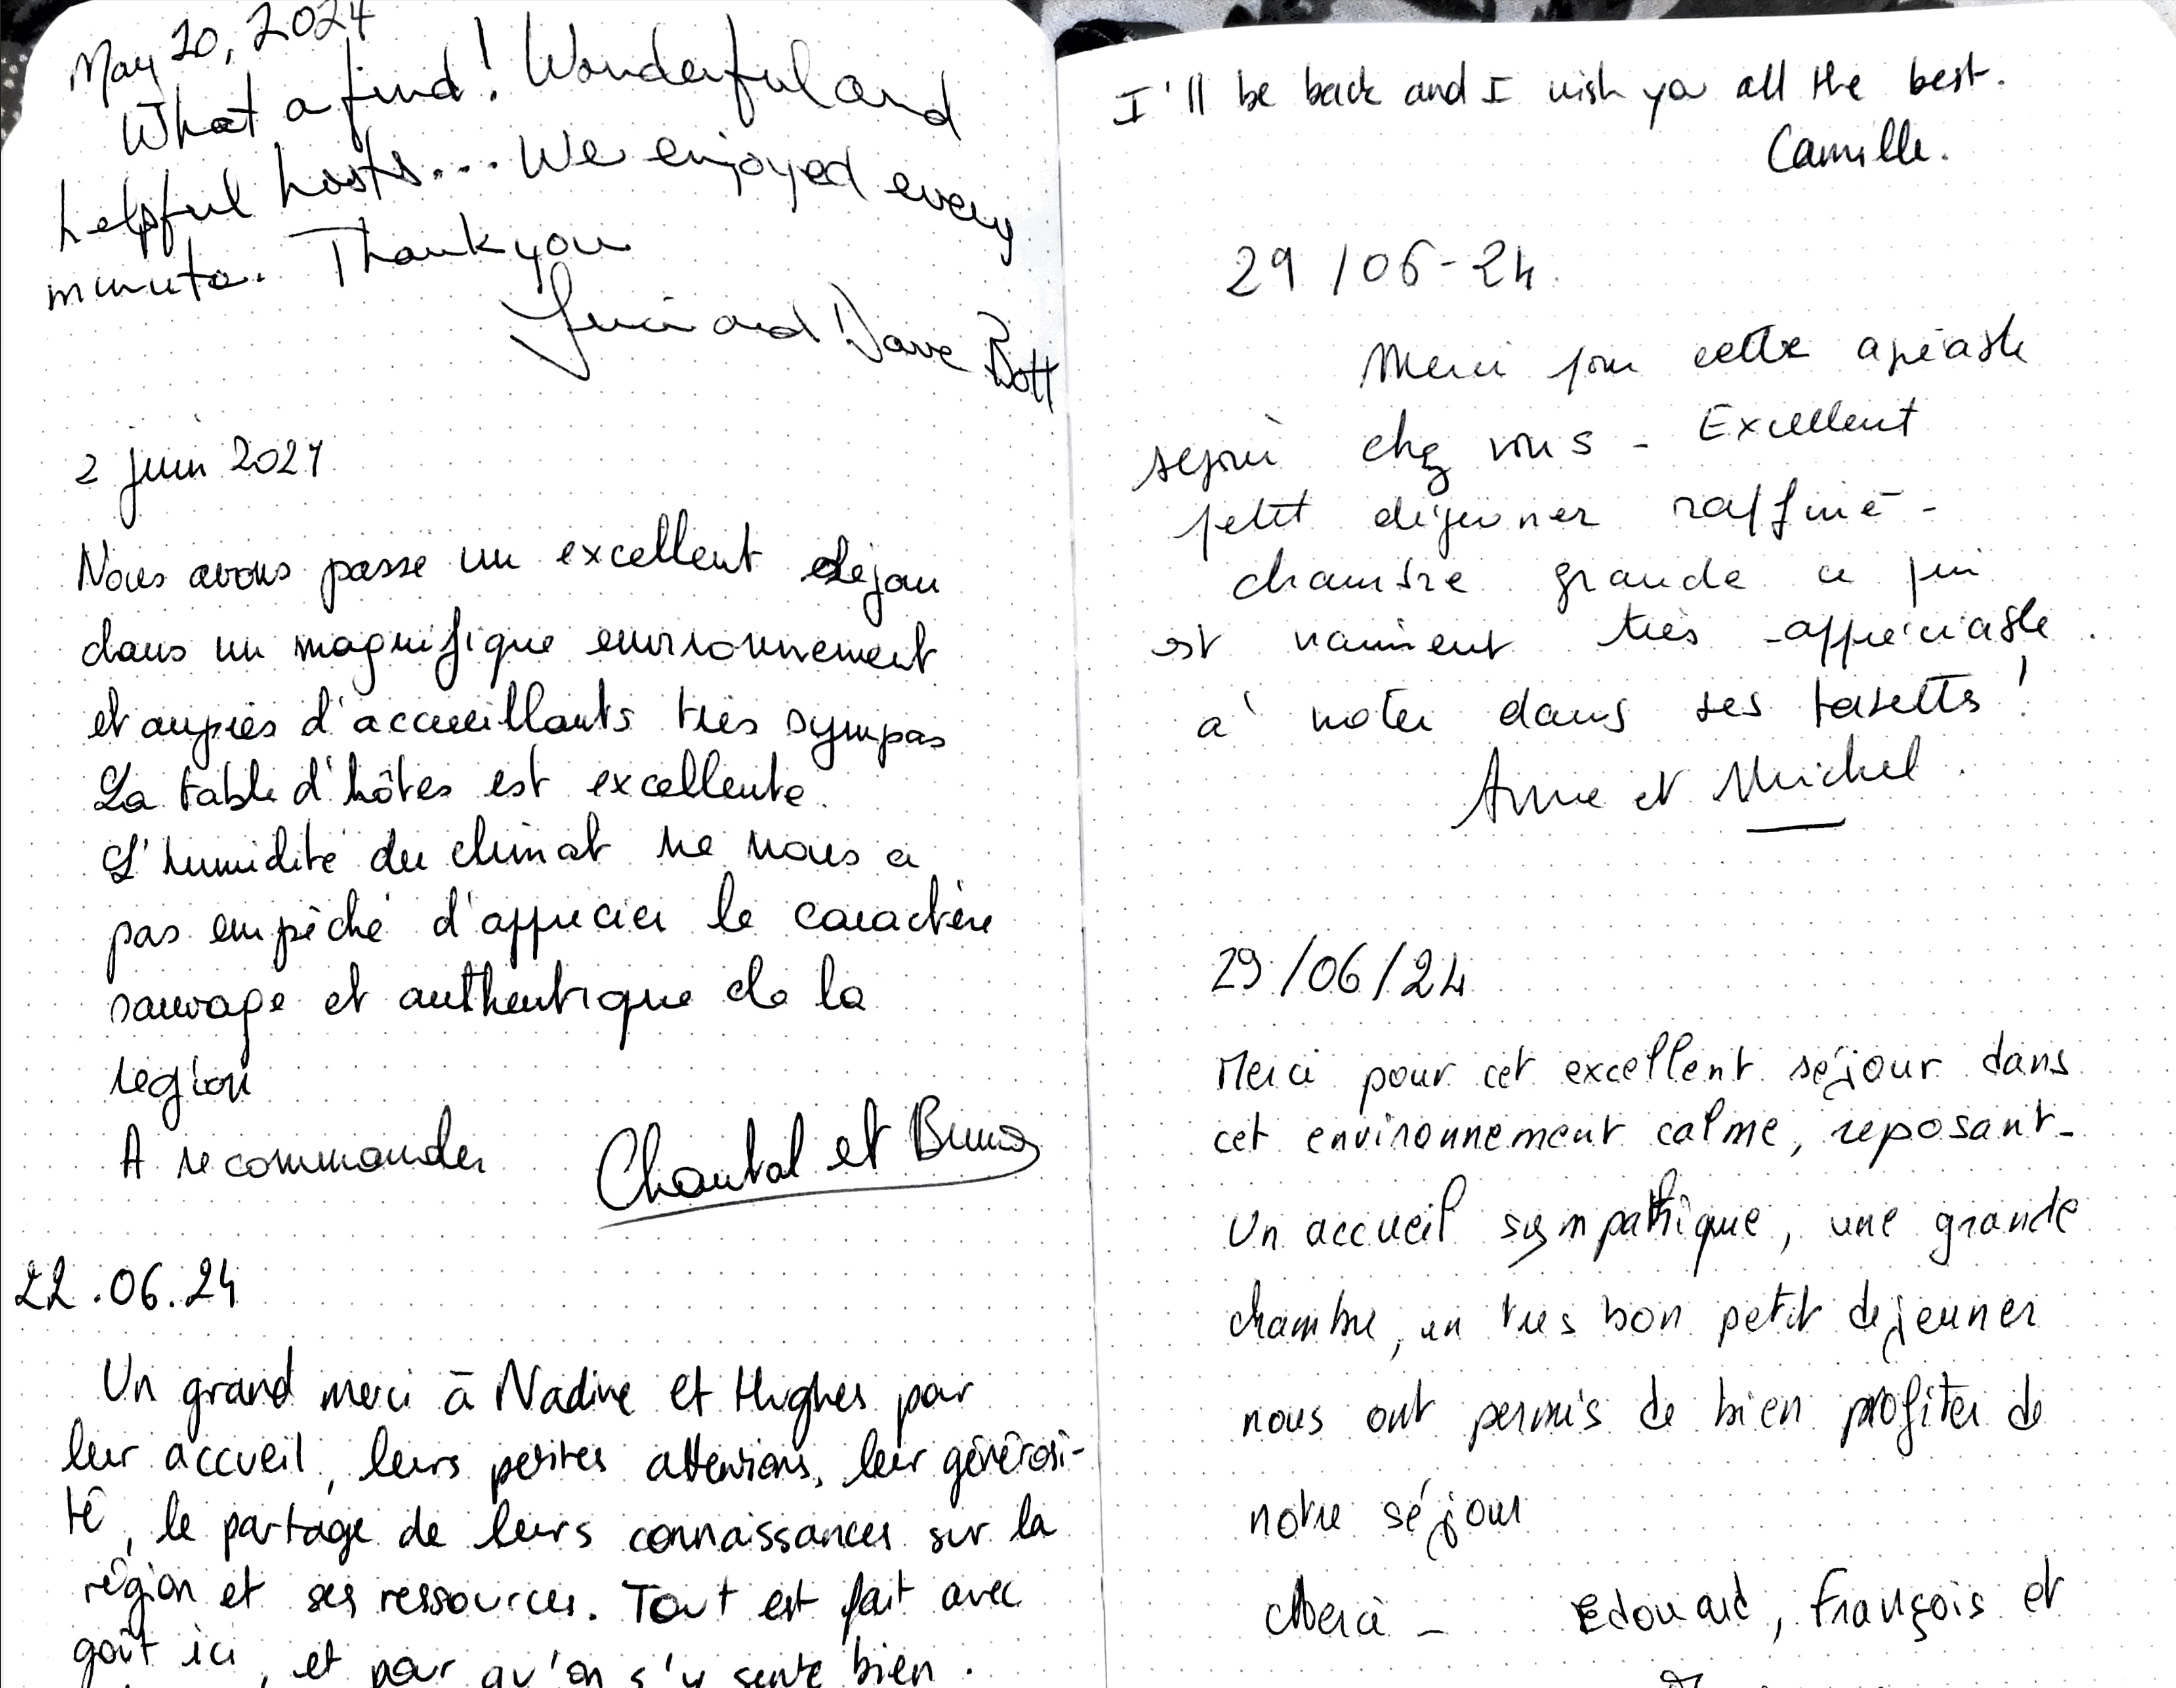 May 20, 2024
What a find! Wonderful and
helpful hosts... We enjoyed every
minute. Thank you
and Dave Bott
2 juin 2024
Nous avons passé un excellent séjour
dans un magnifique environnement
et auprès d'accueillants très sympas
La table d'hôtes est excellente.
L'humidité du climat ne nous a
pas empêché d'apprécier le caractère
sauvage et authentique de la
région
A recommander
Chantal et Bruno
22.06.24
Un grand merci à Nadine et Hughes pour
leur accueil, leurs petites attentions, leur générosi-
té, le partage de leurs connaissances sur la
région et ses ressources. Tout est fait avec
goût ici, et pour qu'on s'y sente bien.
I'll be back and I wish you all the best.
Camille.
29/06-24
Merci pour cette
séjour chez vous - Excellent
petit déjeuner raffiné -
chambre grande ce qui
est vraiment très appréciable.
à noter dans ses
Anne et Michel.
29/06/24
Merci pour cet excellent séjour dans
cet environnement calme, reposant-
Un accueil sympathique, une grande
chambre, un tres bon petit dejeuner
nous ont permis de bien profiter de
notre séjour
Merci - Edouard, François et